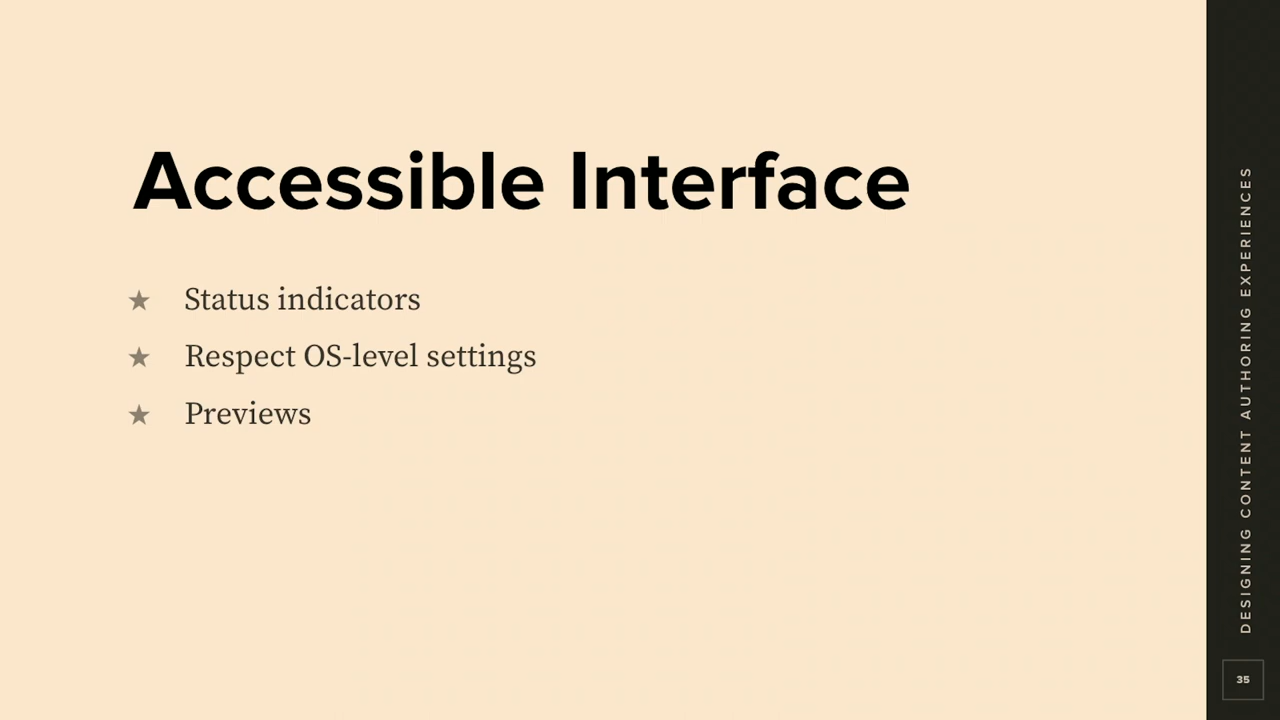 Accessible Interface
★ Status indicators
★ Respect OS-level settings
★ Previews
DESIGNING CONTENT AUTHORING EXPERIENCES
35